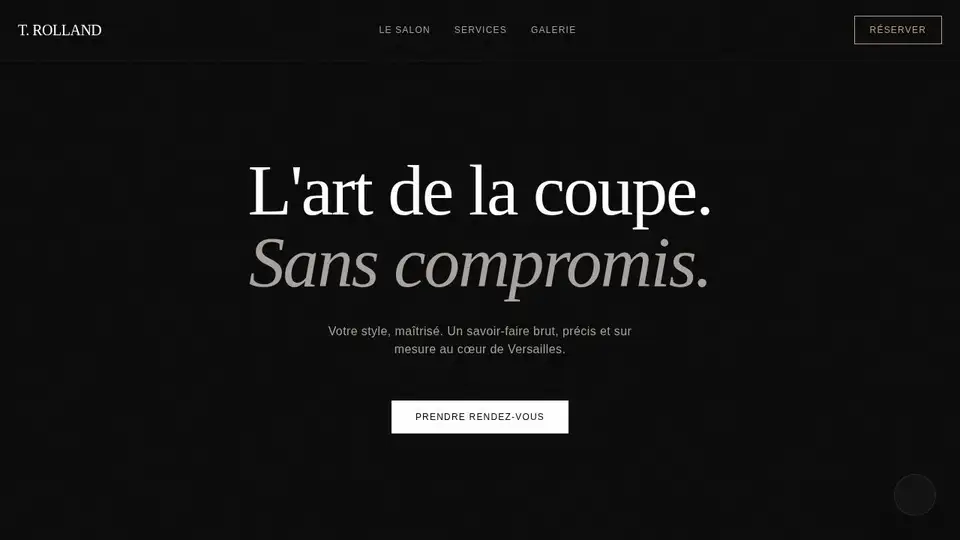 T. ROLLAND
LE SALON
SERVICES
GALERIE
RÉSERVER
L'art de la coupe.
Sans compromis.
Votre style, maîtrisé. Un savoir-faire brut, précis et sur
mesure au cœur de Versailles.
PRENDRE RENDEZ-VOUS